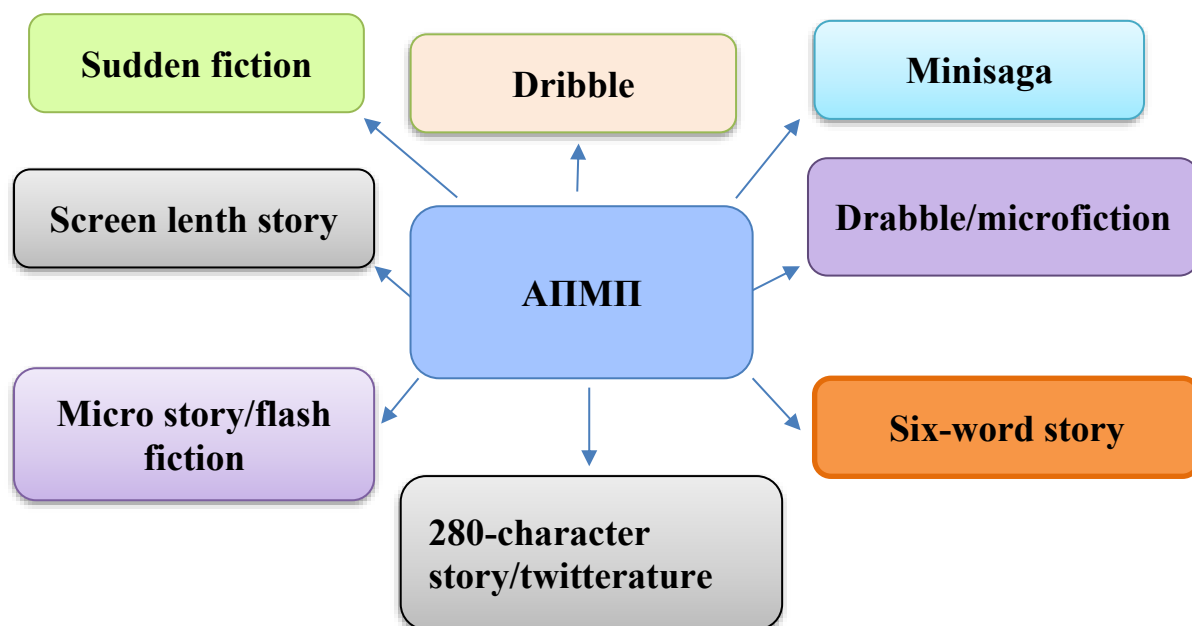 Sudden fiction
Dribble
Minisaga
Screen lenth story
Drabble/microfiction
АПМП
Micro story/flash
fiction
Six-word story
280-character
story/twitterature